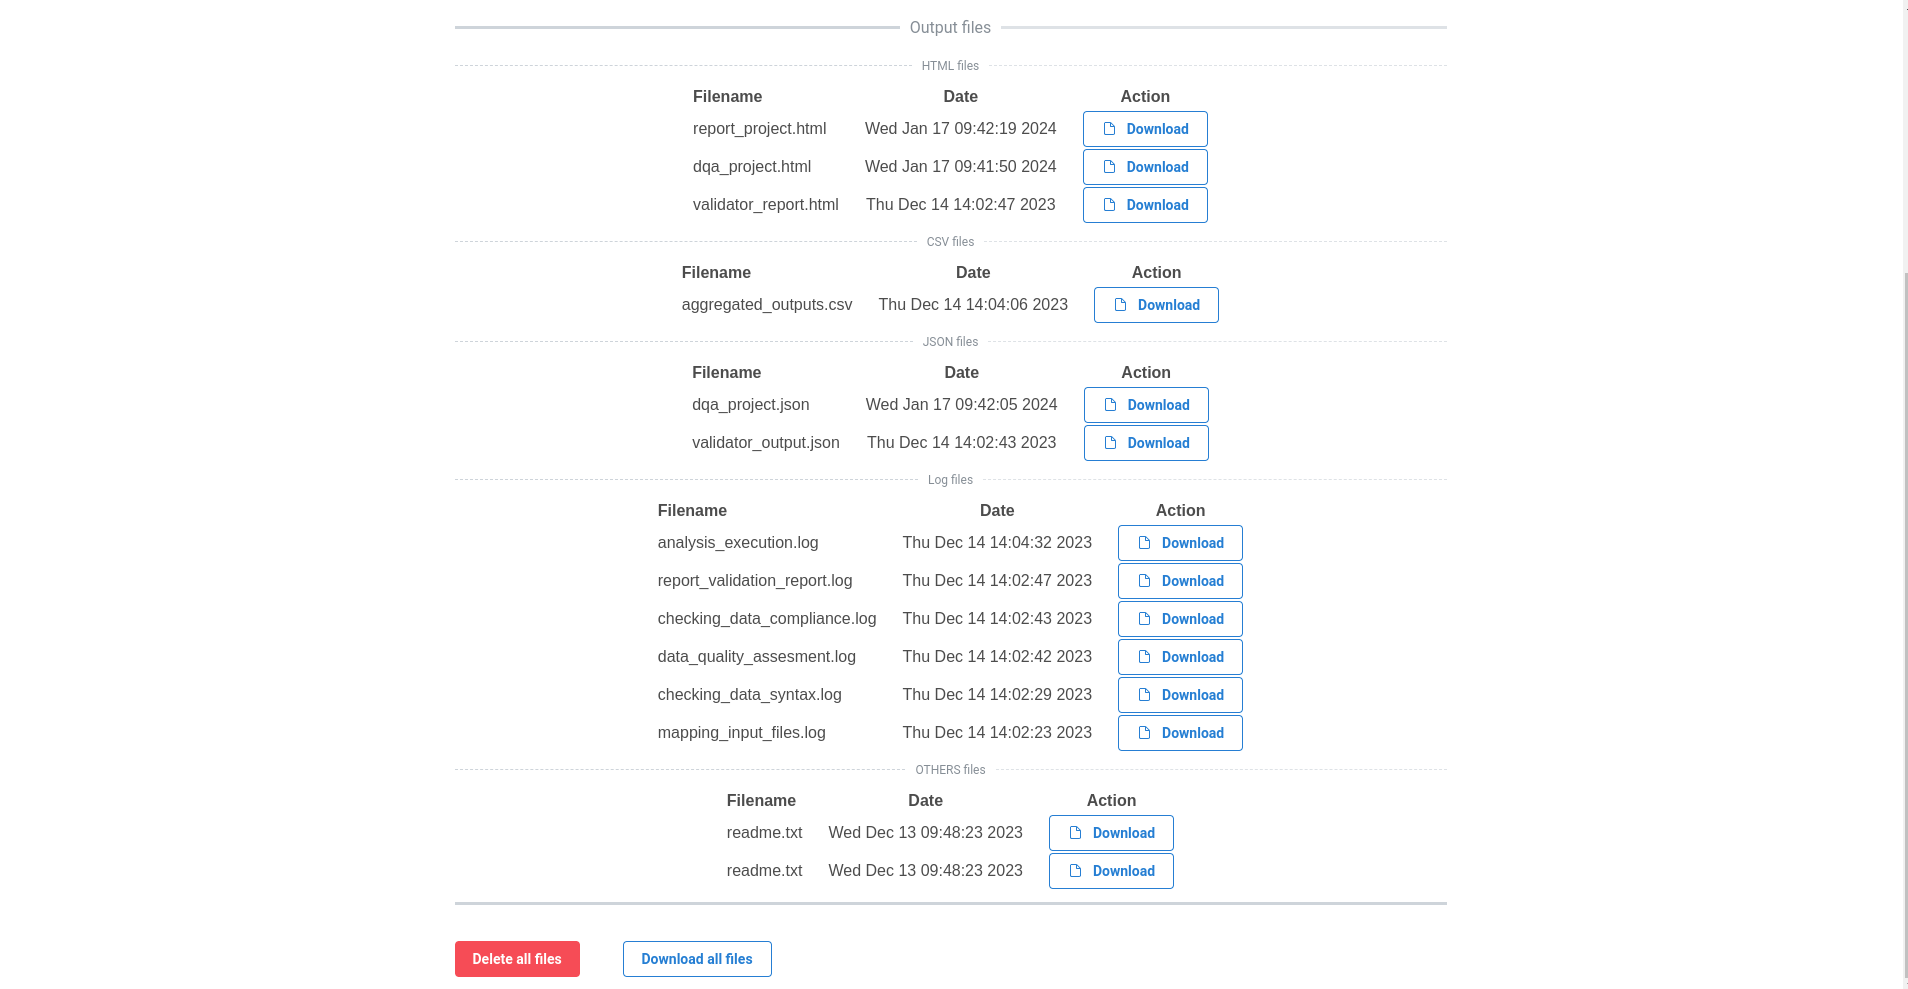 Output files
HTML files
Filename Date Action
report_project.html Wed Jan 17 09:42:19 2024 Download
dqa_project.html Wed Jan 17 09:41:50 2024 Download
validator_report.html Thu Dec 14 14:02:47 2023 Download
CSV files
Filename Date Action
aggregated_outputs.csv Thu Dec 14 14:04:06 2023 Download
JSON files
Filename Date Action
dqa_project.json Wed Jan 17 09:42:05 2024 Download
validator_output.json Thu Dec 14 14:02:43 2023 Download
Log files
Filename Date Action
analysis_execution.log Thu Dec 14 14:04:32 2023 Download
report_validation_report.log Thu Dec 14 14:02:47 2023 Download
checking_data_compliance.log Thu Dec 14 14:02:43 2023 Download
data_quality_assesment.log Thu Dec 14 14:02:42 2023 Download
checking_data_syntax.log Thu Dec 14 14:02:29 2023 Download
mapping_input_files.log Thu Dec 14 14:02:23 2023 Download
OTHERS files
Filename Date Action
readme.txt Wed Dec 13 09:48:23 2023 Download
readme.txt Wed Dec 13 09:48:23 2023 Download
Delete all files Download all files